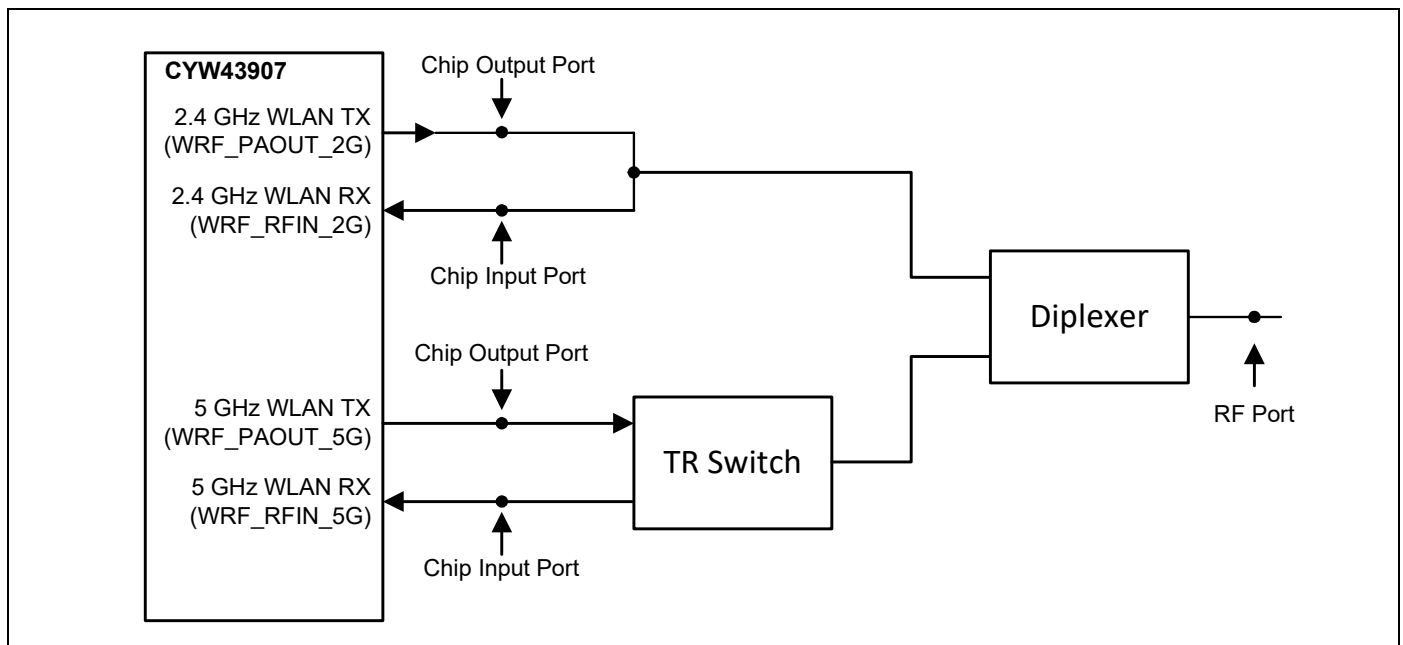 CYW43907
Chip Output Port
2.4 GHz WLAN TX
(WRF_PAOUT_2G)
2.4 GHz WLAN RX
(WRF_RFIN_2G)
Chip Input Port
Diplexer
RF Port
Chip Output Port
5 GHz WLAN TX
(WRF_PAOUT_5G)
TR Switch
5 GHz WLAN RX
(WRF_RFIN_5G)
Chip Input Port